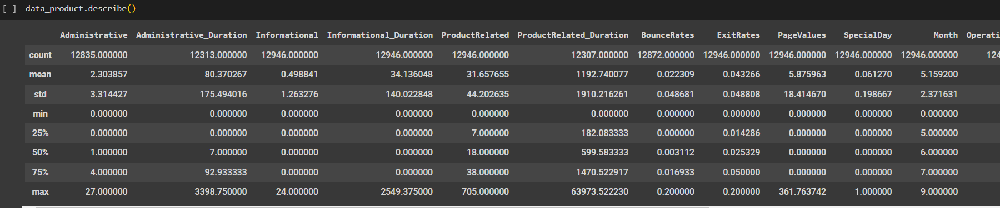 [ ] data_product.describe()
Administrative Administrative_Duration Informational Informational_Duration ProductRelated ProductRelated_Duration BounceRates ExitRates PageValues SpecialDay Month Operati
count 12835.000000 12313.000000 12946.000000 12946.000000 12946.000000 12307.000000 12872.000000 12946.000000 12946.000000 12946.000000 12946.000000 124
mean 2.303857 80.370267 0.498841 34.136048 31.657655 1192.740077 0.022309 0.043266 5.875963 0.061270 5.159200
std 3.314427 175.494016 1.263276 140.022848 44.202635 1910.216261 0.048681 0.048808 18.414670 0.198667 2.371631
min 0.000000 0.000000 0.000000 0.000000 0.000000 0.000000 0.000000 0.000000 0.000000 0.000000 0.000000
25% 0.000000 0.000000 0.000000 0.000000 7.000000 182.083333 0.000000 0.014286 0.000000 0.000000 5.000000
50% 1.000000 7.000000 0.000000 0.000000 18.000000 599.583333 0.003112 0.025329 0.000000 0.000000 6.000000
75% 4.000000 92.933333 0.000000 0.000000 38.000000 1470.522917 0.016933 0.050000 0.000000 0.000000 7.000000
max 27.000000 3398.750000 24.000000 2549.375000 705.000000 63973.522230 0.200000 0.200000 361.763742 1.000000 9.000000